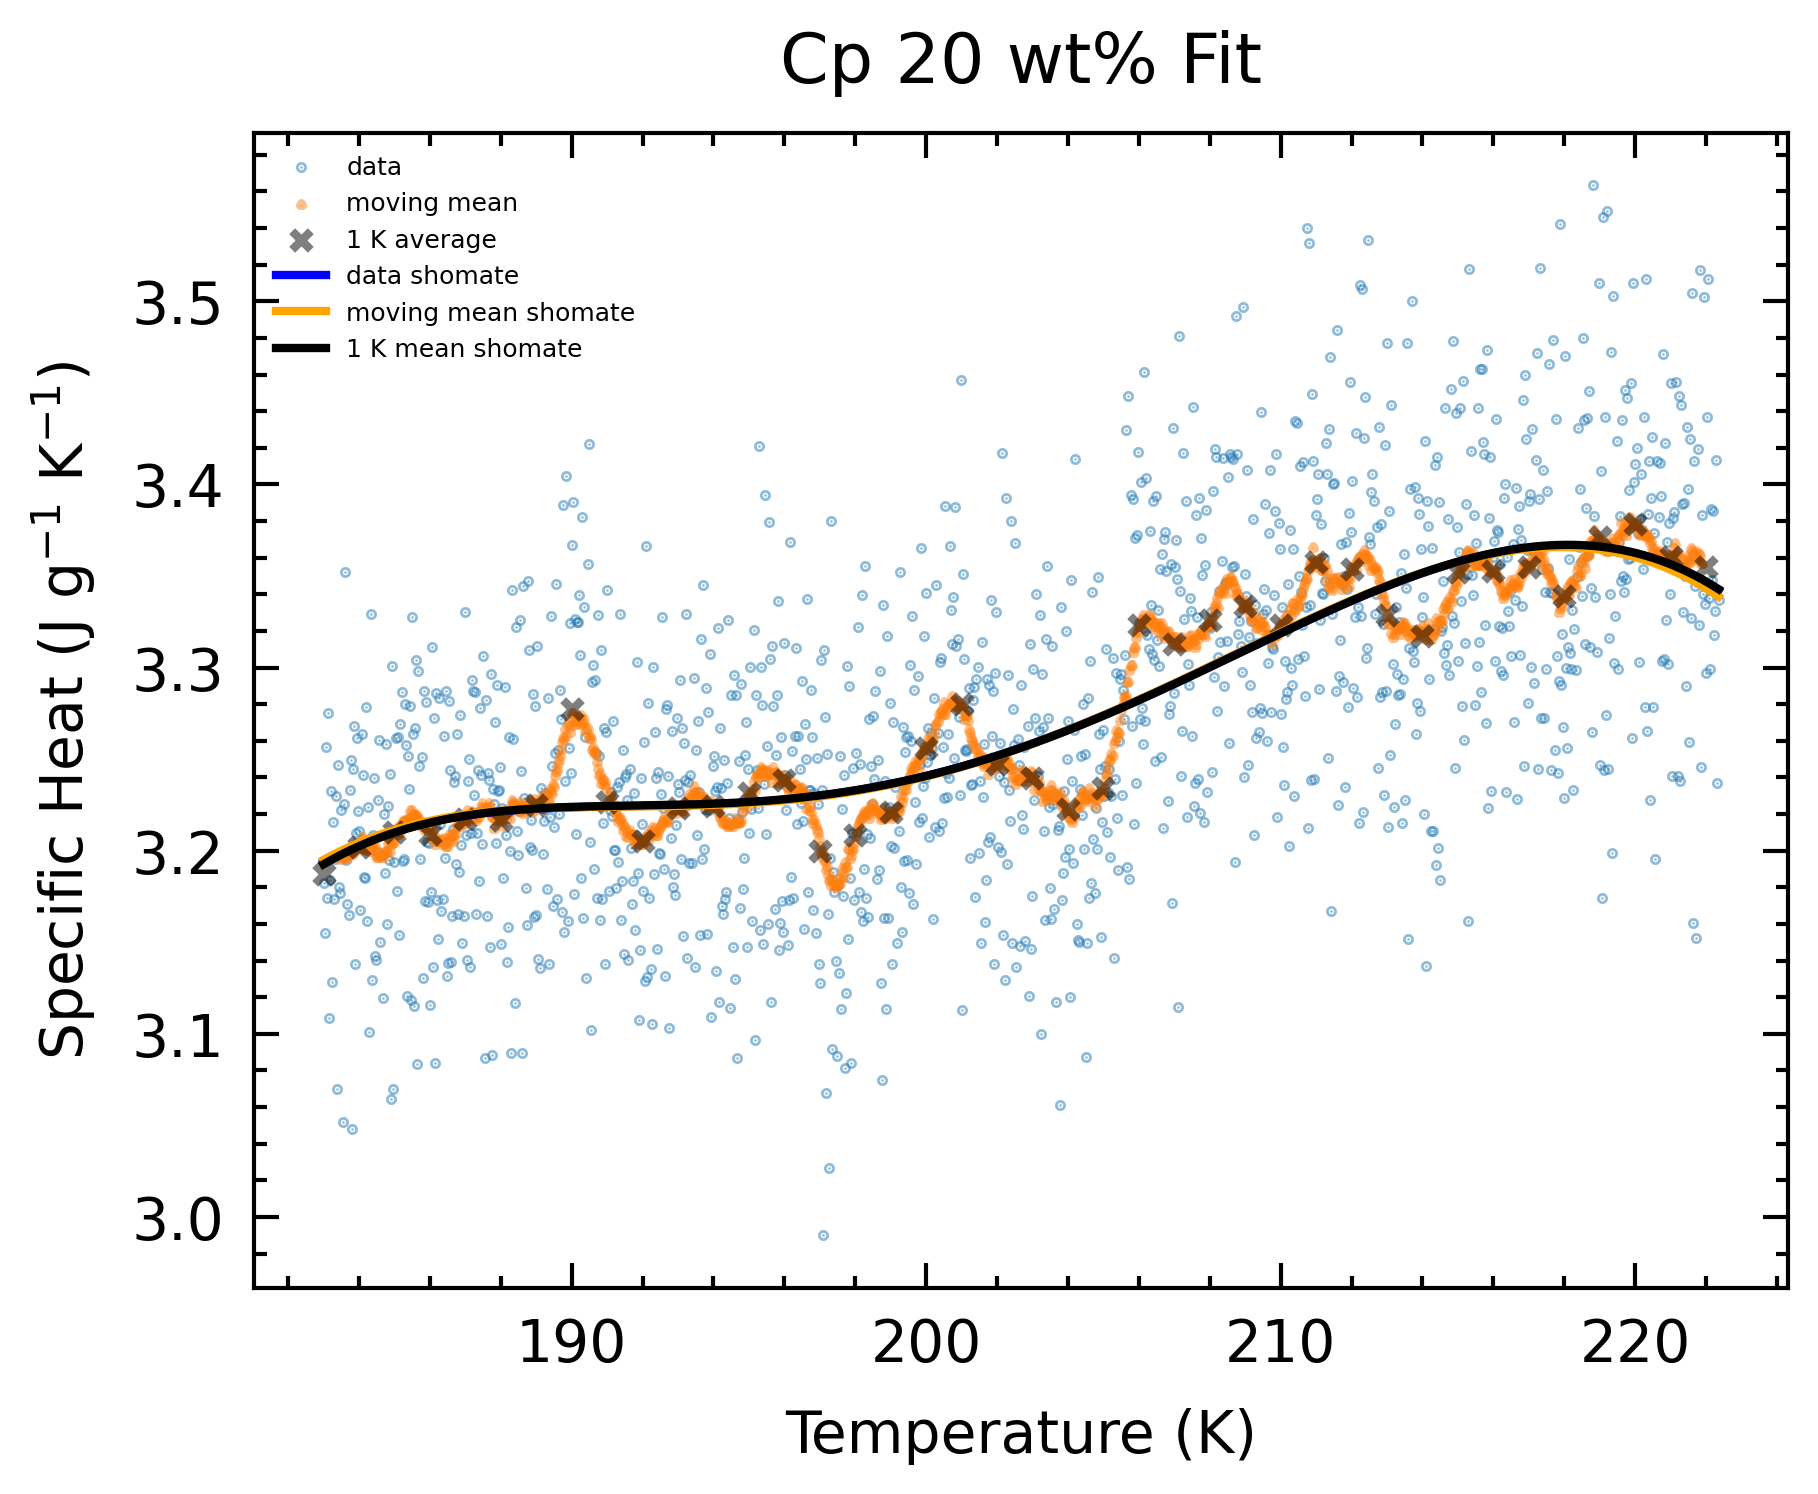 Cp 20 wt% Fit
data
moving mean
1 K average
data shomate
moving mean shomate
1 K mean shomate
Specific Heat (J g⁻¹ K⁻¹)
3.5
3.4
3.3
3.2
3.1
3.0
190 200 210 220
Temperature (K)